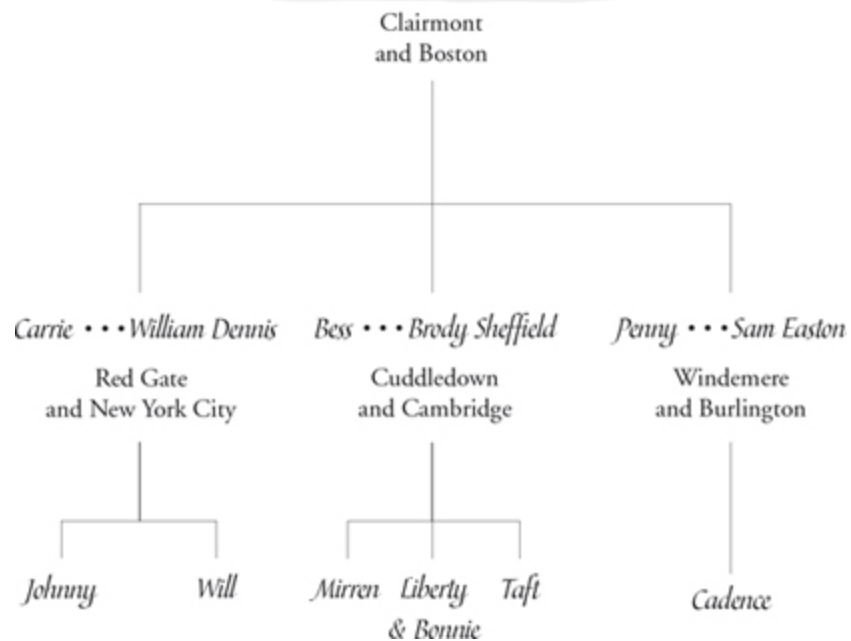 Clairmont
and Boston
Carrie • • • William Dennis
Bess • • • Brody Sheffield
Penny • • • Sam Easton
Red Gate
and New York City
Cuddledown
and Cambridge
Windemere
and Burlington
Johnny
Will
Mirren
Liberty
& Bonnie
Taft
Cadence